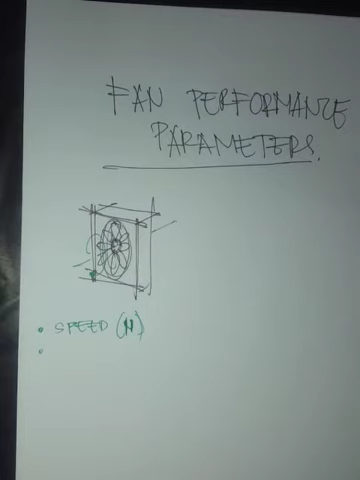 FAN PERFORMANCE
PARAMETERS.
• SPEED (N)
•